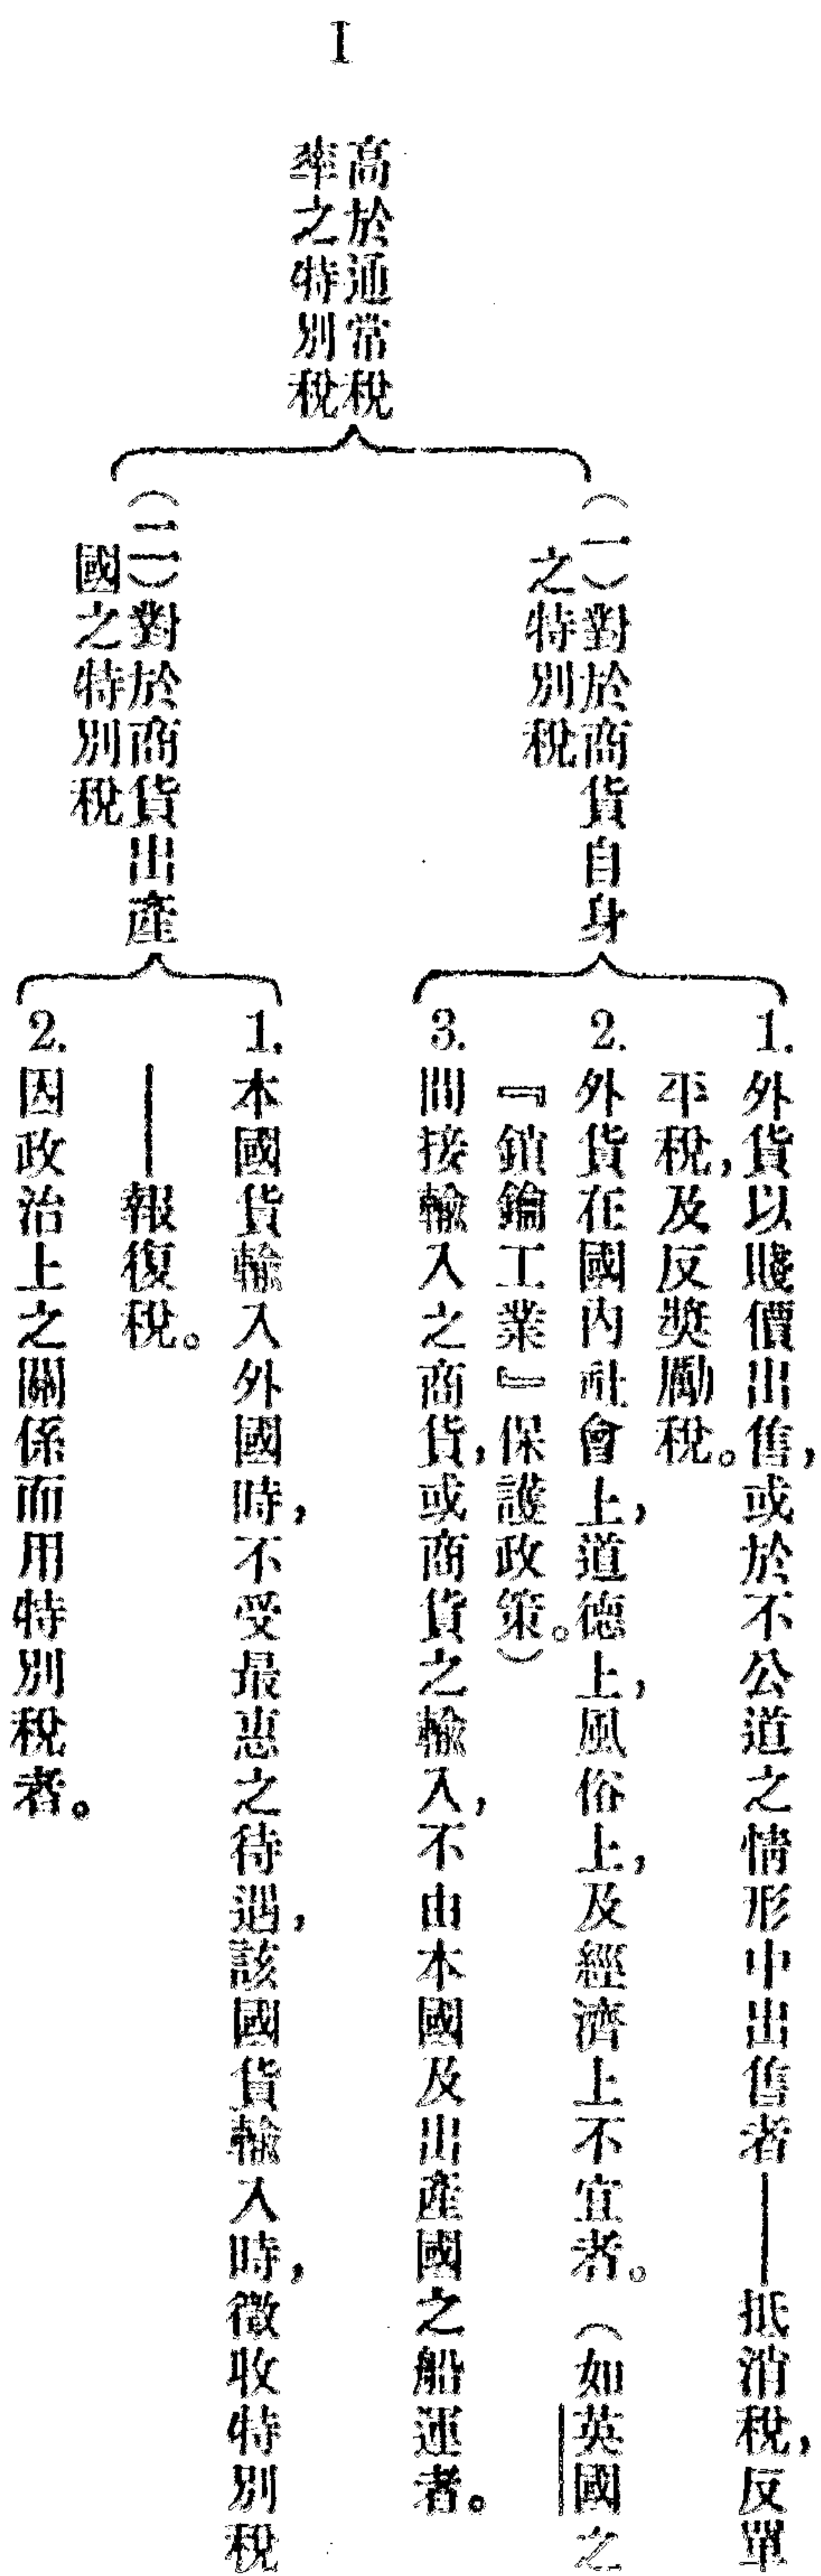 I
高於通常稅
率之特別稅
（一）對於商貨自身
之特別稅
1.外貨以賤價出售，或於不公道之情形中出售者——抵消稅，反單
平稅，及反獎勵稅。
2.外貨在國內社會上，道德上，風俗上，及經濟上不宜者。（如英國之
『鎖鑰工業』保護政策。）
3.間接輸入之商貨，或商貨之輸入，不由本國及出產國之船運者。
（二）對於商貨出產
國之特別稅
1.本國貨輸入外國時，不受最惠之待遇，該國貨輸入時，徵收特別稅
——報復稅。
2.因政治上之關係而用特別稅者。